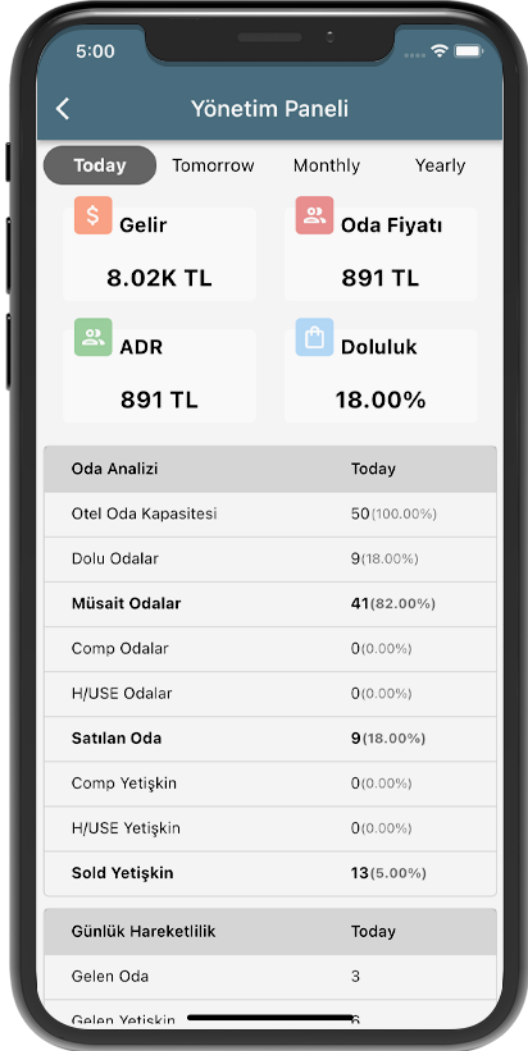 5:00
Yönetim Paneli
Today Tomorrow Monthly Yearly
$ Gelir
8.02K TL
Oda Fiyatı
891 TL
ADR
891 TL
Doluluk
18.00%
Oda Analizi Today
Otel Oda Kapasitesi 50(100.00%)
Dolu Odalar 9(18.00%)
Müsait Odalar 41(82.00%)
Comp Odalar 0(0.00%)
H/USE Odalar 0(0.00%)
Satılan Oda 9(18.00%)
Comp Yetişkin 0(0.00%)
H/USE Yetişkin 0(0.00%)
Sold Yetişkin 13(5.00%)
Günlük Hareketlilik Today
Gelen Oda 3
Gelen Yetişkin 6